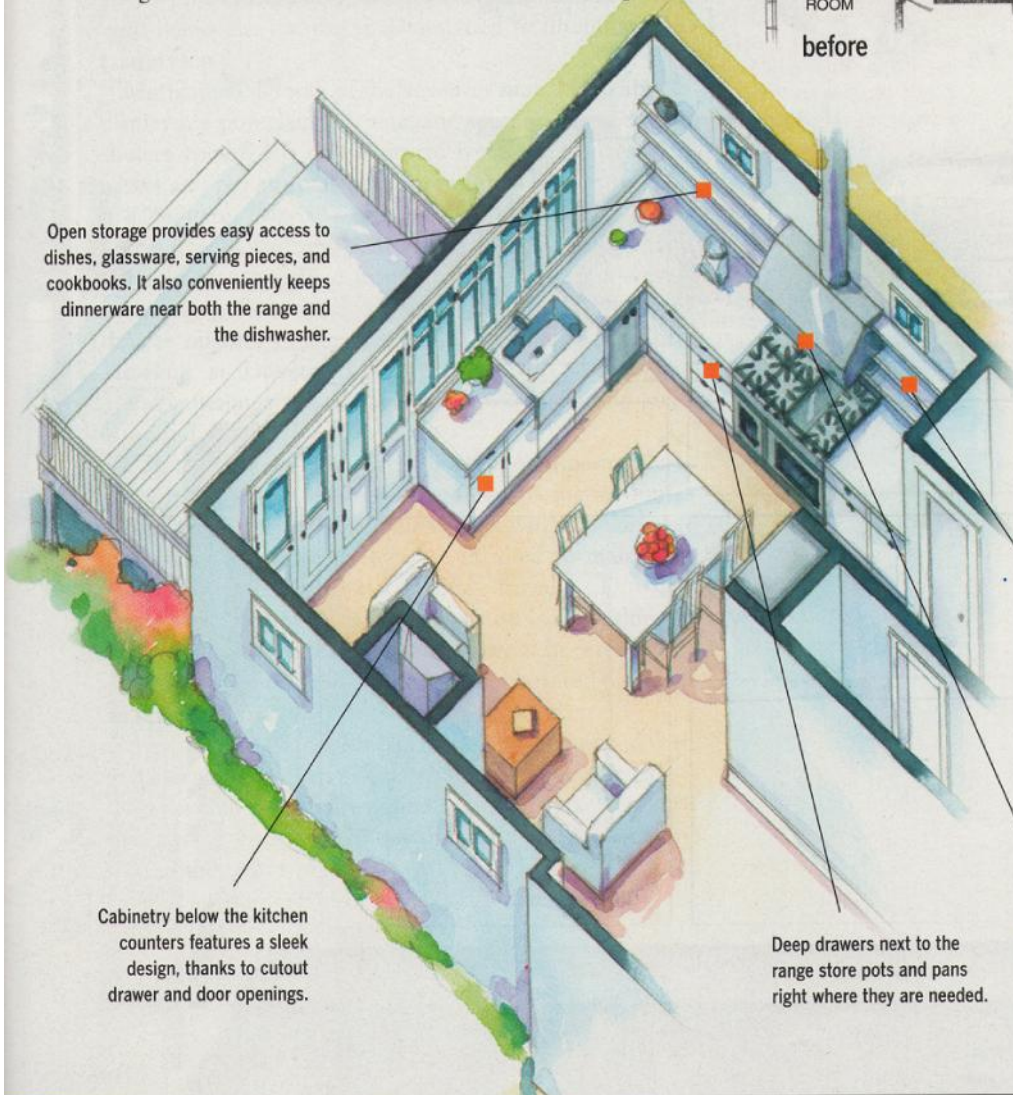 ROOM
before
Open storage provides easy access to
dishes, glassware, serving pieces, and
cookbooks. It also conveniently keeps
dinnerware near both the range and
the dishwasher.
Cabinetry below the kitchen
counters features a sleek
design, thanks to cutout
drawer and door openings.
Deep drawers next to the
range store pots and pans
right where they are needed.